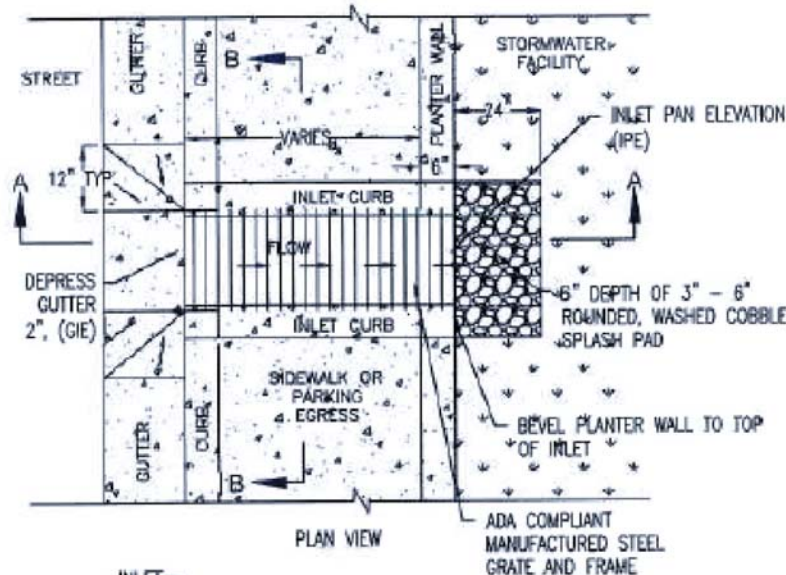 STREET
GUTTER
CURB
B
PLANTER WALL
STORMWATER
FACILITY
24"
INLET PAN ELEVATION
(IPE)
VARIES
6"
12" TYP
A
A
INLET CURB
FLOW
DEPRESS
GUTTER
2", (GIE)
6" DEPTH OF 3" - 6"
ROUNDED, WASHED COBBLE
SPLASH PAD
INLET CURB
SIDEWALK OR
PARKING
EGRESS
BEVEL PLANTER WALL TO TOP
OF INLET
GUTTER
CURB
B
PLAN VIEW
ADA COMPLIANT
MANUFACTURED STEEL
GRATE AND FRAME
INLET